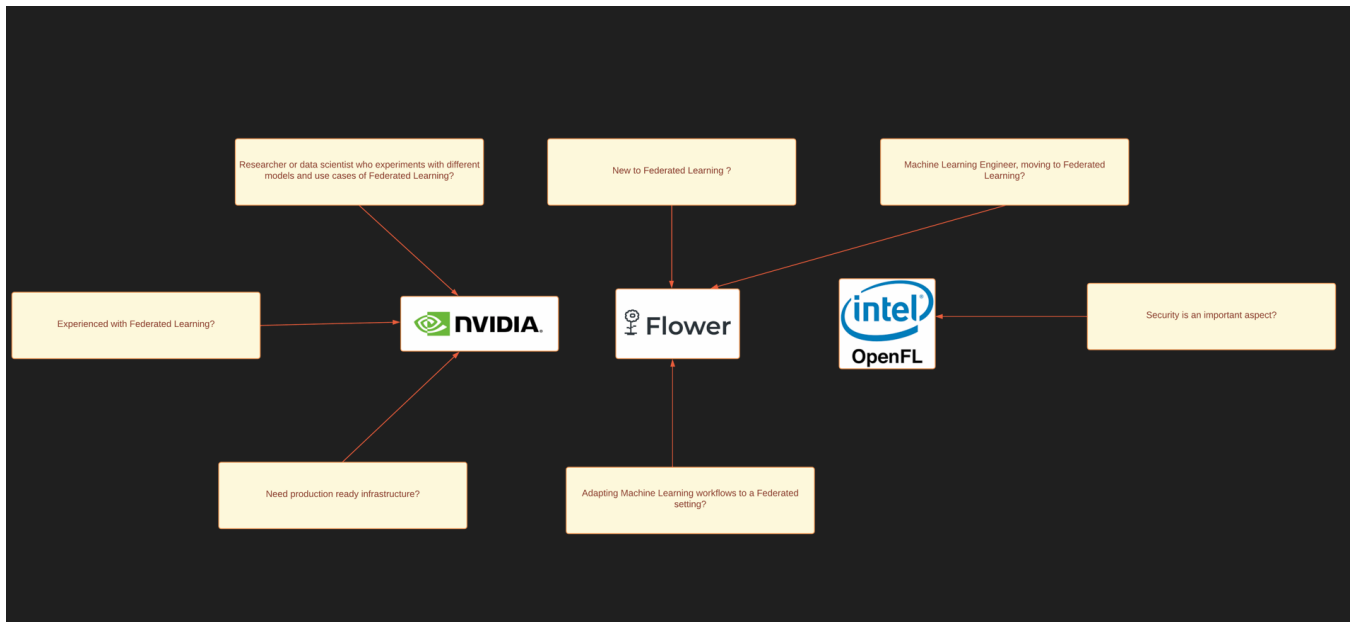 Researcher or data scientist who experiments with different
models and use cases of Federated Learning?
New to Federated Learning ?
Machine Learning Engineer, moving to Federated
Learning?
Experienced with Federated Learning?
NVIDIA.
Flower
intel®
OpenFL
Security is an important aspect?
Need production ready infrastructure?
Adapting Machine Learning workflows to a Federated
setting?